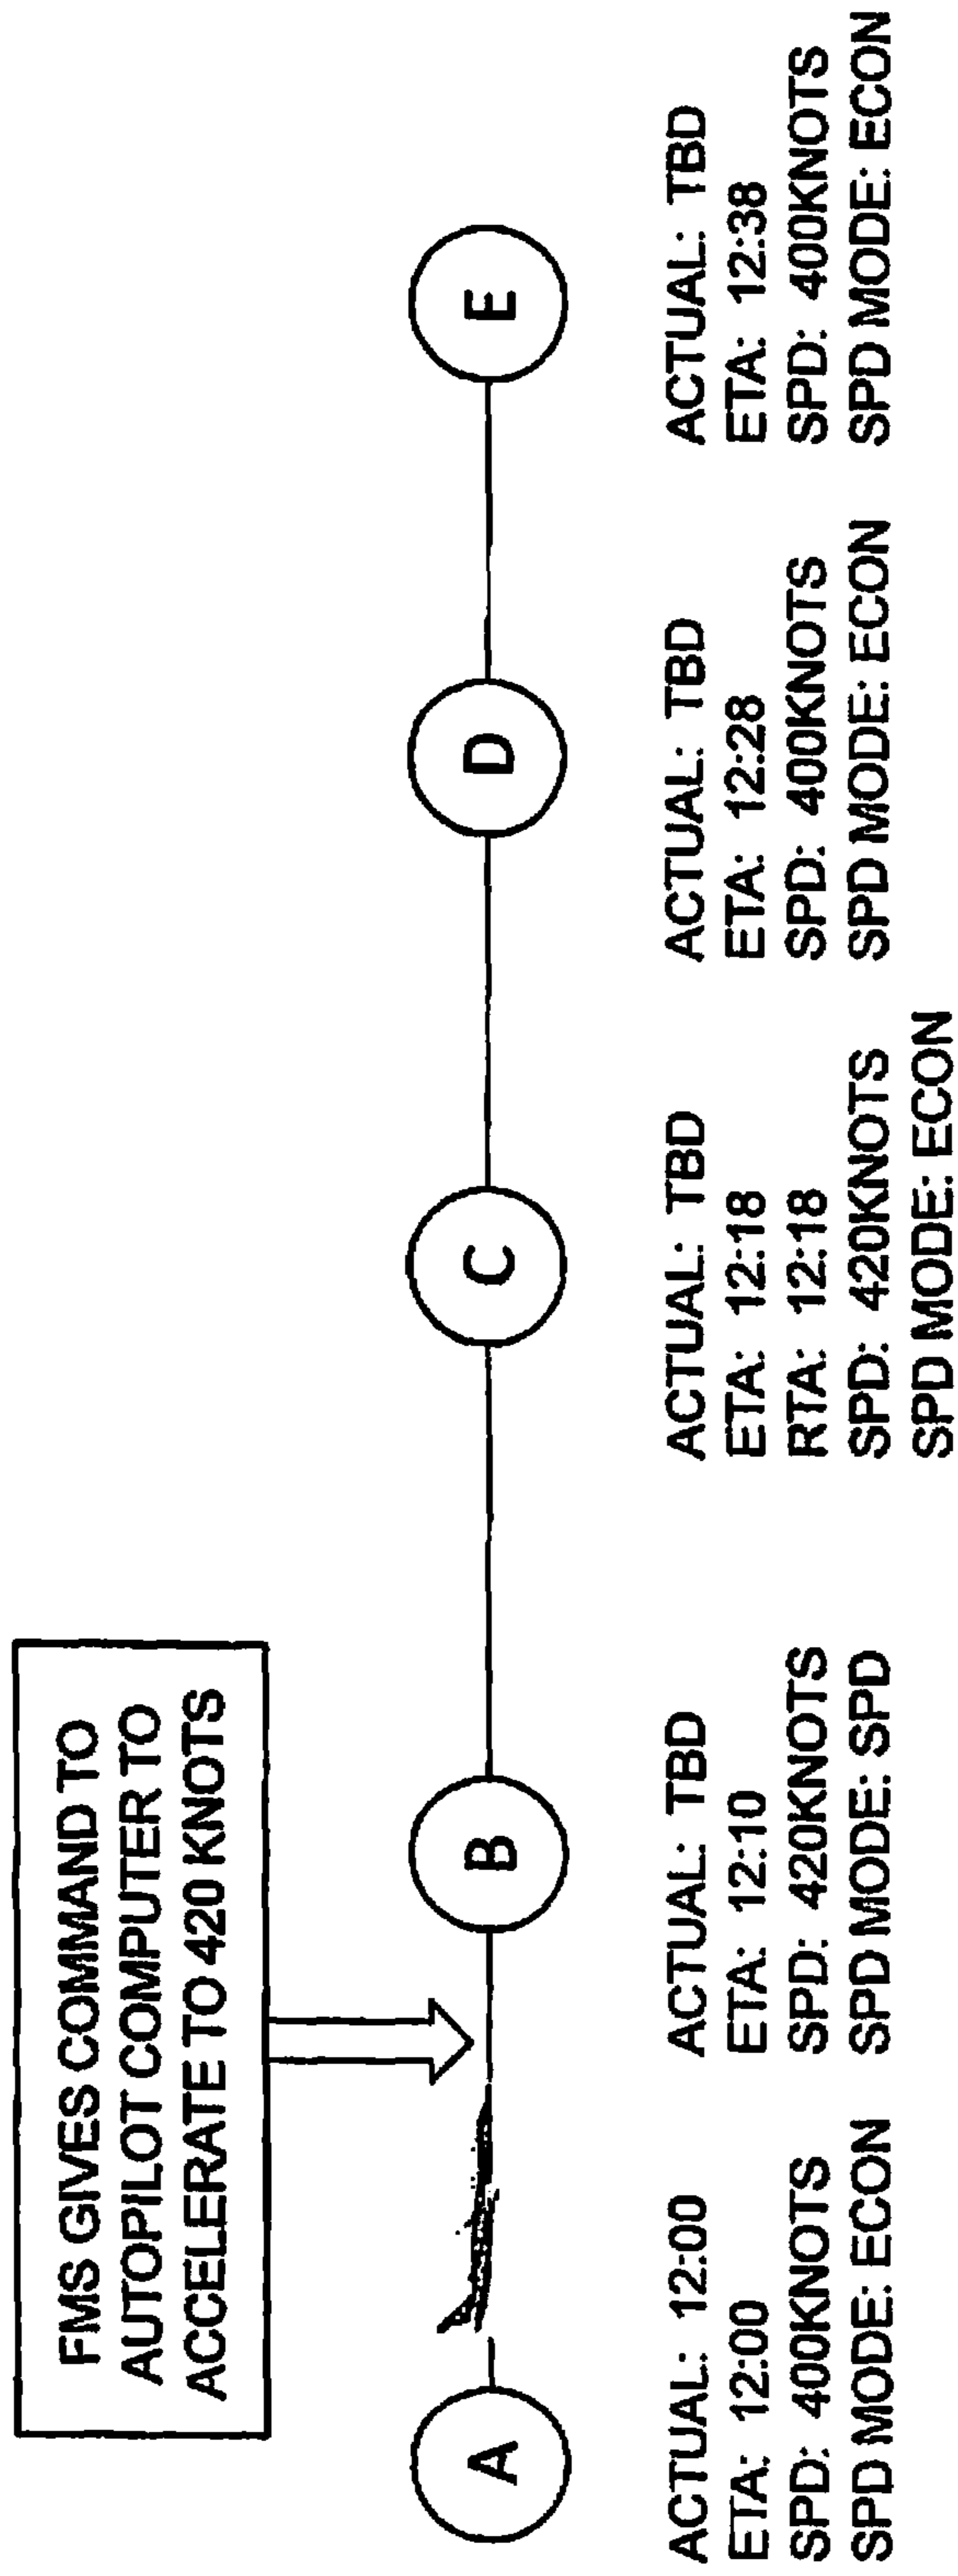 FMS GIVES COMMAND TO
AUTOPILOT COMPUTER TO
ACCELERATE TO 420 KNOTS
A
B
C
D
E
ACTUAL: 12:00
ETA: 12:00
SPD: 400KNOTS
SPD MODE: ECON
ACTUAL: TBD
ETA: 12:10
SPD: 420KNOTS
SPD MODE: SPD
ACTUAL: TBD
ETA: 12:18
RTA: 12:18
SPD: 420KNOTS
SPD MODE: ECON
ACTUAL: TBD
ETA: 12:28
SPD: 400KNOTS
SPD MODE: ECON
ACTUAL: TBD
ETA: 12:38
SPD: 400KNOTS
SPD MODE: ECON